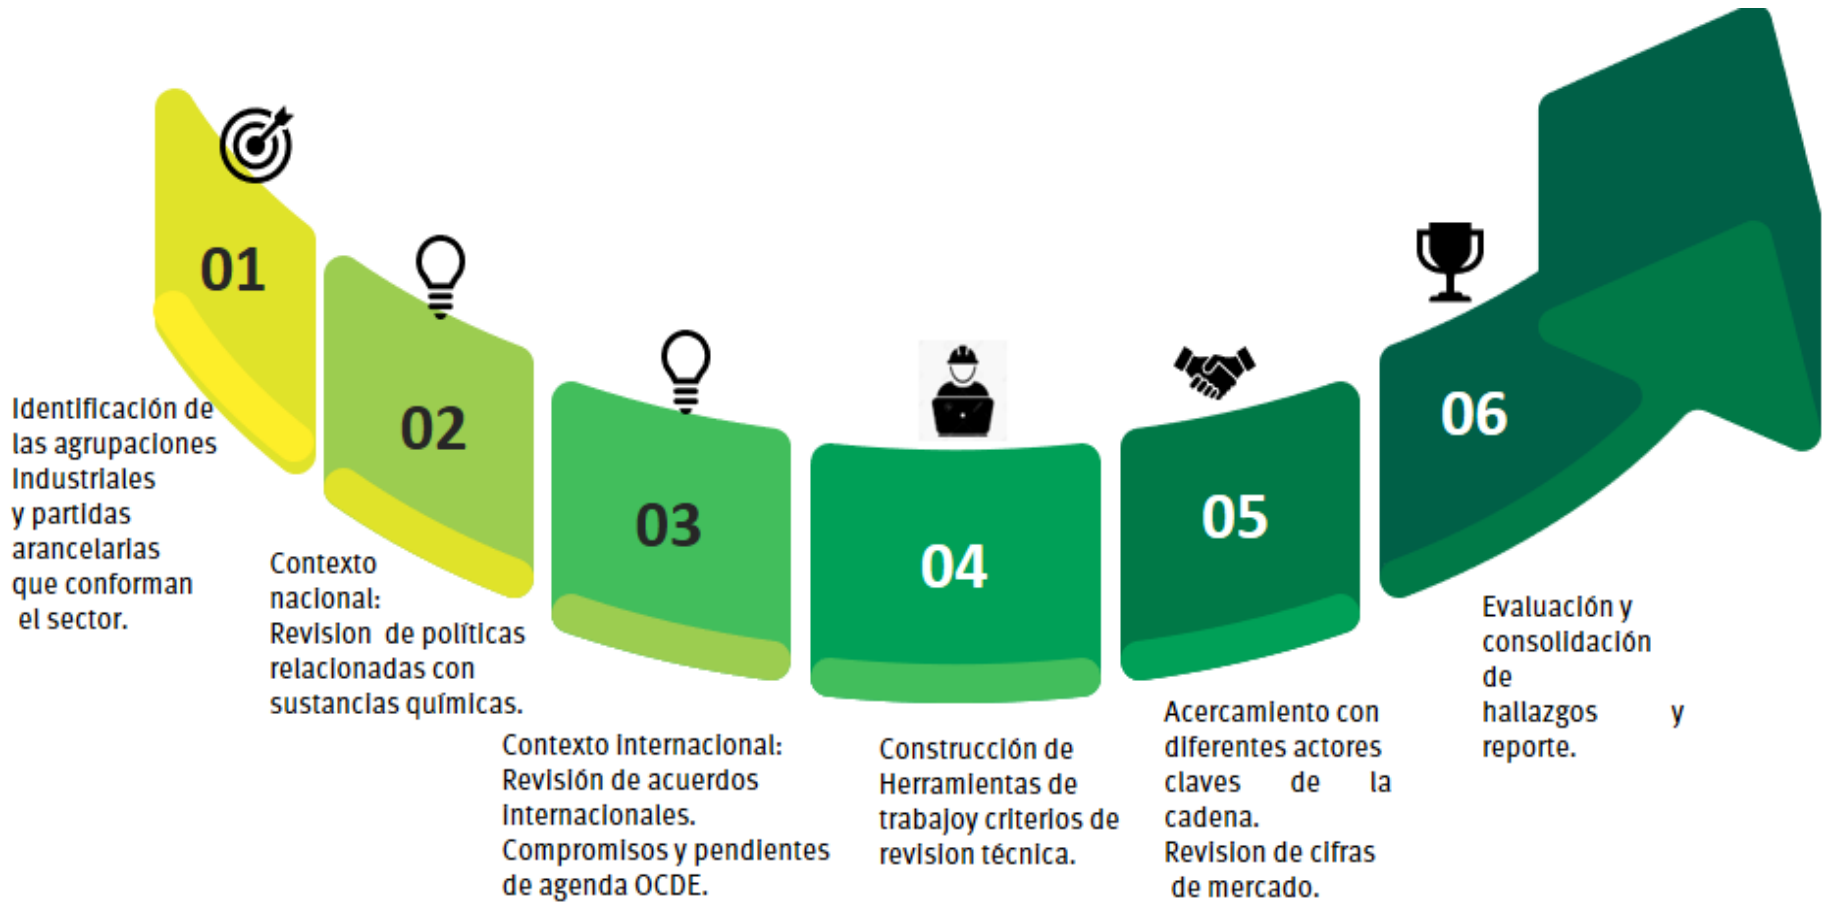 01
Identificación de
las agrupaciones
Industriales
y partidas
arancelarias
que conforman
el sector.
02
Contexto
nacional:
Revision de políticas
relacionadas con
sustancias químicas.
03
Contexto Internacional:
Revisión de acuerdos
Internacionales.
Compromisos y pendientes
de agenda OCDE.
04
Construcción de
Herramientas de
trabajoy criterios de
revision técnica.
05
Acercamiento con
diferentes actores
claves de la
cadena.
Revision de cifras
de mercado.
06
Evaluación y
consolidación
de
hallazgos y
reporte.